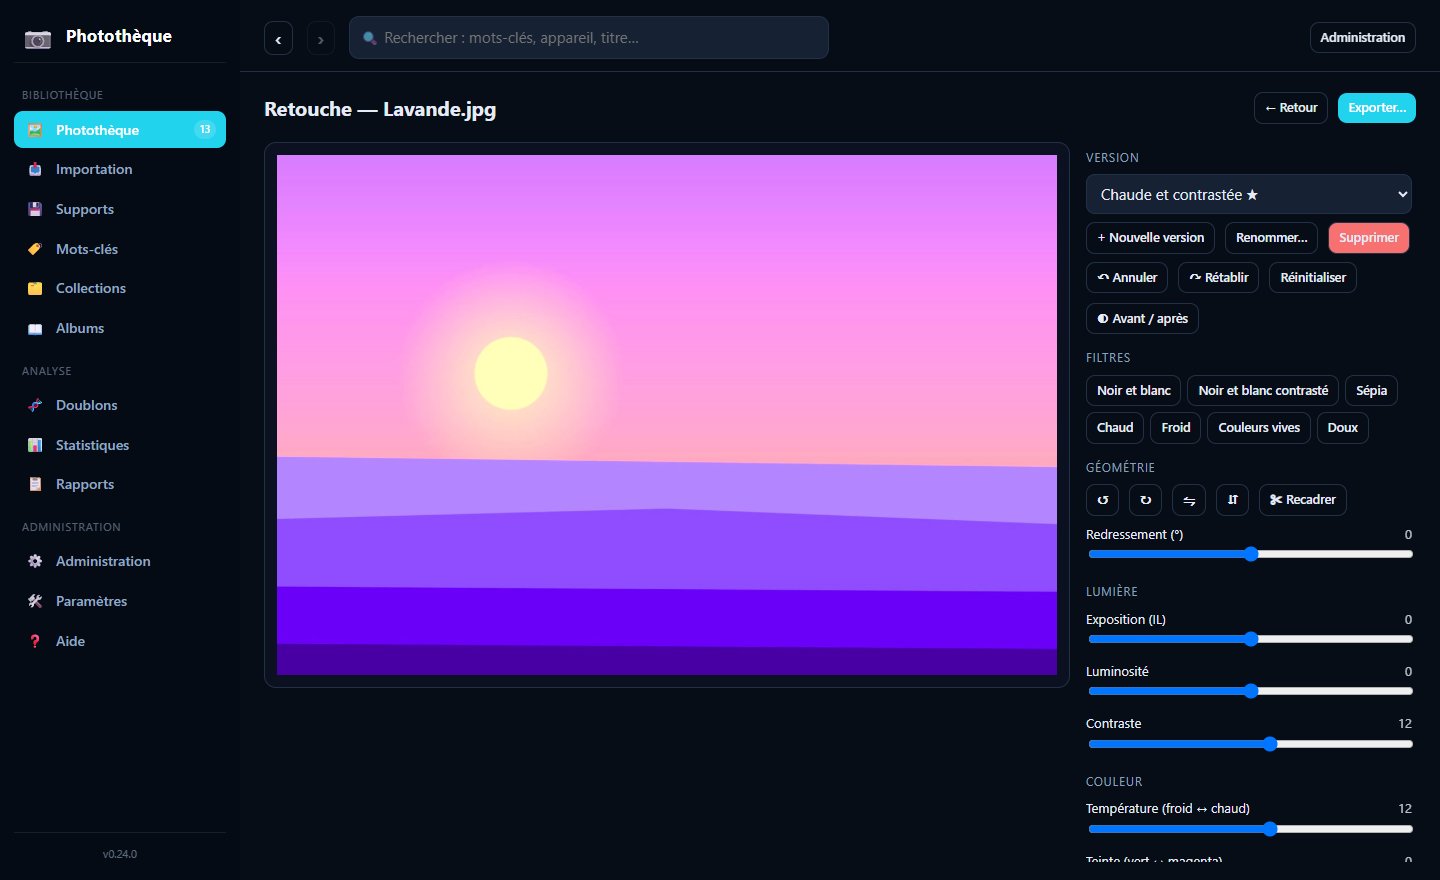 Photothèque
Rechercher : mots-clés, appareil, titre...
Administration
BIBLIOTHÈQUE
Photothèque 13
Importation
Supports
Mots-clés
Collections
Albums
ANALYSE
Doublons
Statistiques
Rapports
ADMINISTRATION
Administration
Paramètres
Aide
v0.24.0
Retouche — Lavande.jpg
← Retour
Exporter...
VERSION
Chaude et contrastée ★
+ Nouvelle version
Renommer...
Supprimer
↶ Annuler
↷ Rétablir
Réinitialiser
◐ Avant / après
FILTRES
Noir et blanc
Noir et blanc contrasté
Sépia
Chaud
Froid
Couleurs vives
Doux
GÉOMÉTRIE
Recadrer
Redressement (°) 0
LUMIÈRE
Exposition (IL) 0
Luminosité 0
Contraste 12
COULEUR
Température (froid ↔ chaud) 12
Teinte (vert ↔ magenta) 0